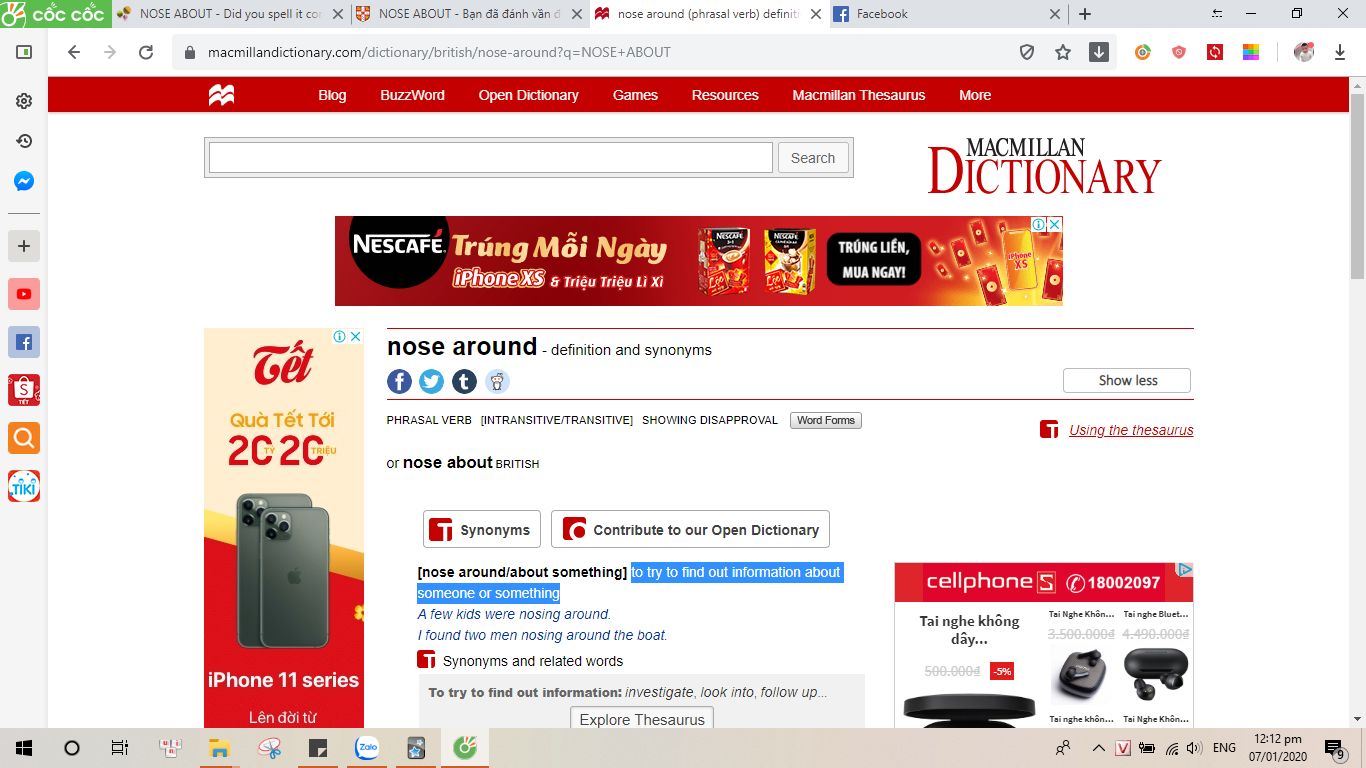 CỐC CỐC
NOSE ABOUT - Did you spell it cor
NOSE ABOUT - Bạn đã đánh vần đ
nose around (phrasal verb) definiti
Facebook
macmillandictionary.com/dictionary/british/nose-around?q=NOSE+ABOUT
Blog BuzzWord Open Dictionary Games Resources Macmillan Thesaurus More
Search
MACMILLAN
DICTIONARY
NESCAFÉ
Trúng Mỗi Ngày
iPhone XS & Triệu Triệu Lì Xì
TRÚNG LIỀN,
MUA NGAY!
iPhone
XS
Tết
Quà Tết Tới
20 TỶ 20 TRIỆU
iPhone 11 series
Lên đời từ
nose around - definition and synonyms
Show less
PHRASAL VERB [INTRANSITIVE/TRANSITIVE] SHOWING DISAPPROVAL Word Forms
Using the thesaurus
or nose about BRITISH
Synonyms
Contribute to our Open Dictionary
[nose around/about something] to try to find out information about
someone or something
A few kids were nosing around.
I found two men nosing around the boat.
Synonyms and related words
To try to find out information: investigate, look into, follow up...
Explore Thesaurus
cellphoneS 18002097
Tai nghe không
dây...
500.000₫ -5%
Tai Nghe Khôn...
3.500.000₫
Tai nghe Bluet...
4.490.000₫
Tai nghe khôn...
Tai Nghe Khôn...
TẾT
TIKI
Zalo
V
ENG
12:12 pm
07/01/2020
9